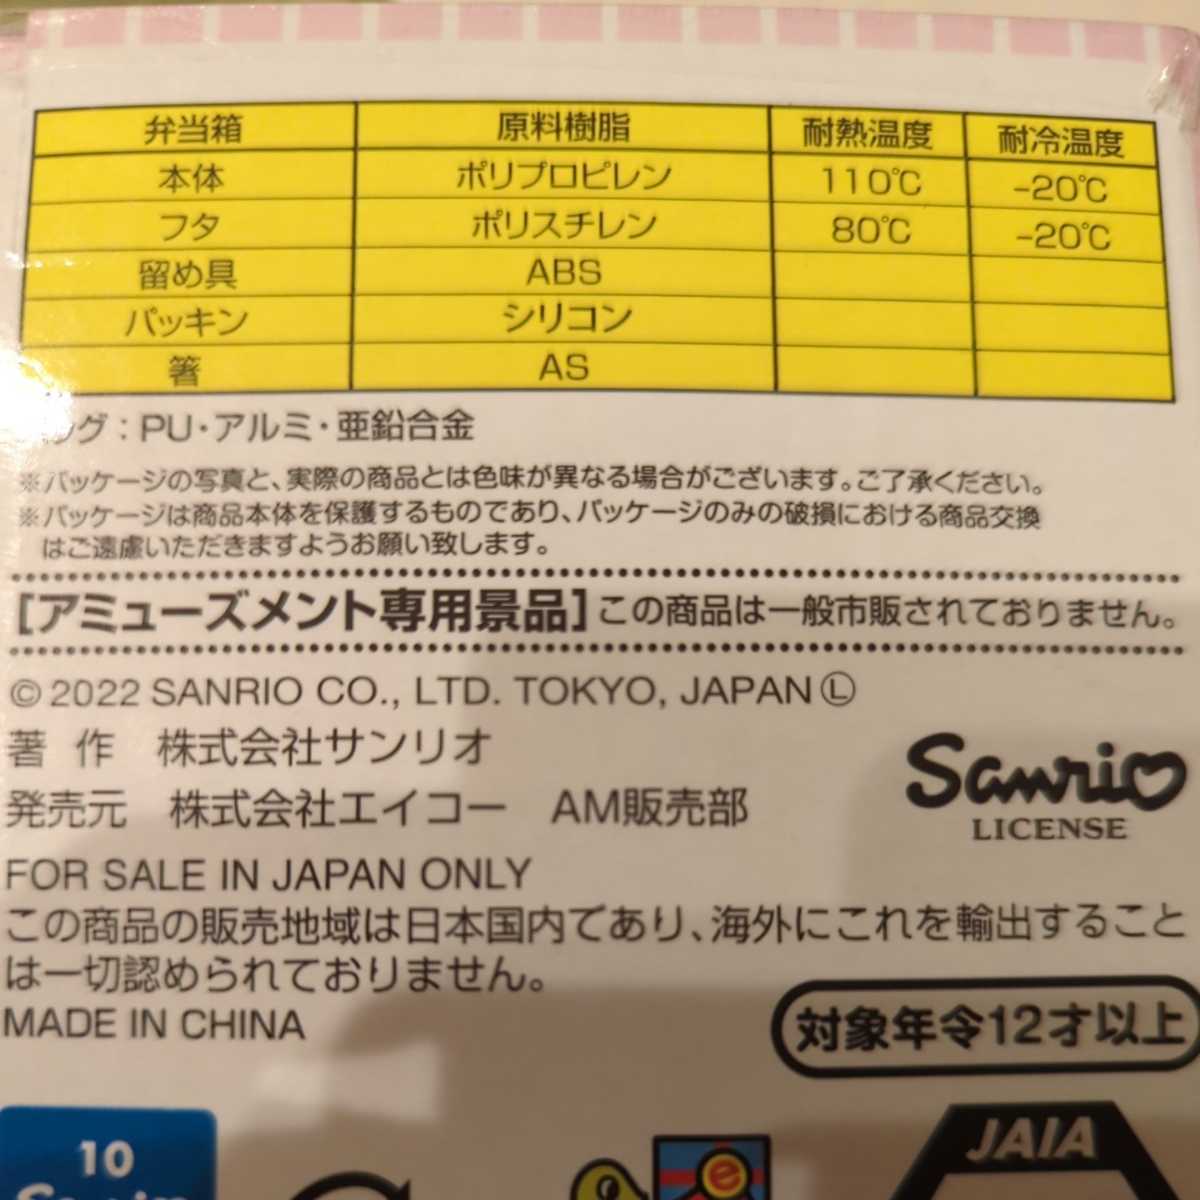 弁当箱 原料樹脂 耐熱温度 耐冷温度
本体 ポリプロピレン 110℃ -20℃
フタ ポリスチレン 80℃ -20℃
留め具 ABS
パッキン シリコン
箸 AS
ッグ：PU・アルミ・亜鉛合金
※パッケージの写真と、実際の商品とは色味が異なる場合がございます。ご了承ください。
※パッケージは商品本体を保護するものであり、パッケージのみの破損における商品交換
はご遠慮いただきますようお願い致します。
[アミューズメント専用景品]この商品は一般市販されておりません。
© 2022 SANRIO CO., LTD. TOKYO, JAPAN Ⓛ
著 作 株式会社サンリオ
発売元 株式会社エイコー AM販売部
Sanrio
LICENSE
FOR SALE IN JAPAN ONLY
この商品の販売地域は日本国内であり、海外にこれを輸出すること
は一切認められておりません。
MADE IN CHINA
対象年令12才以上
10
JAIA
e